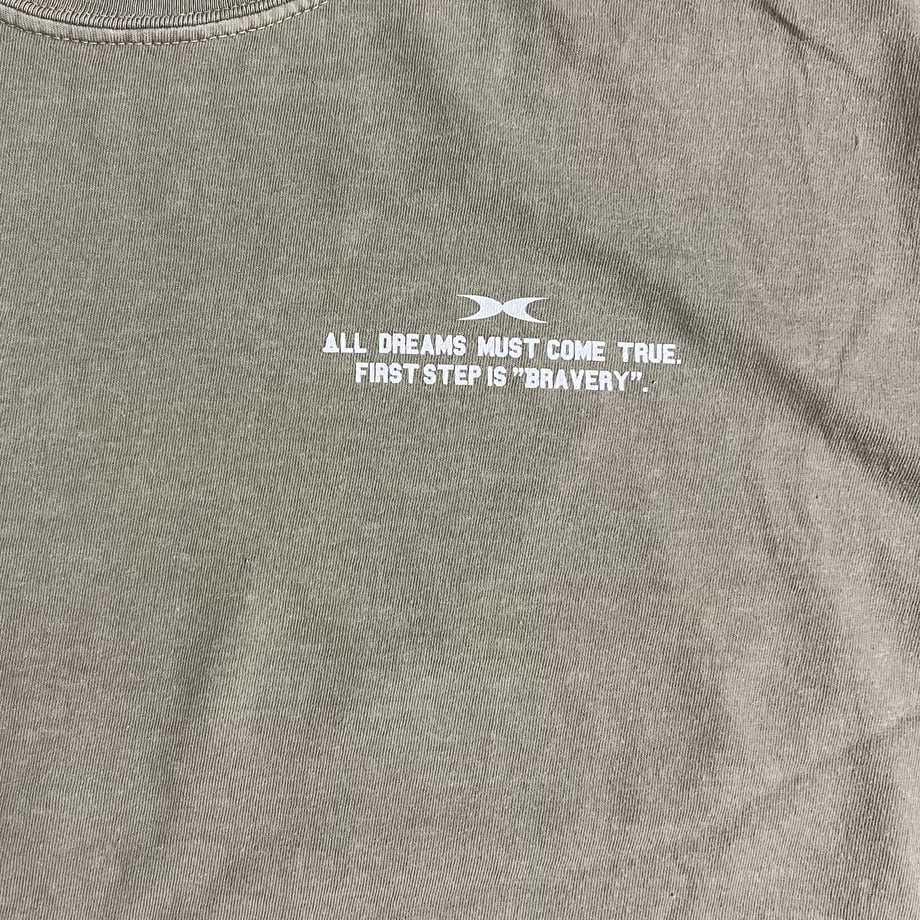 ALL DREAMS MUST COME TRUE.
FIRST STEP IS ”BRAVERY”.